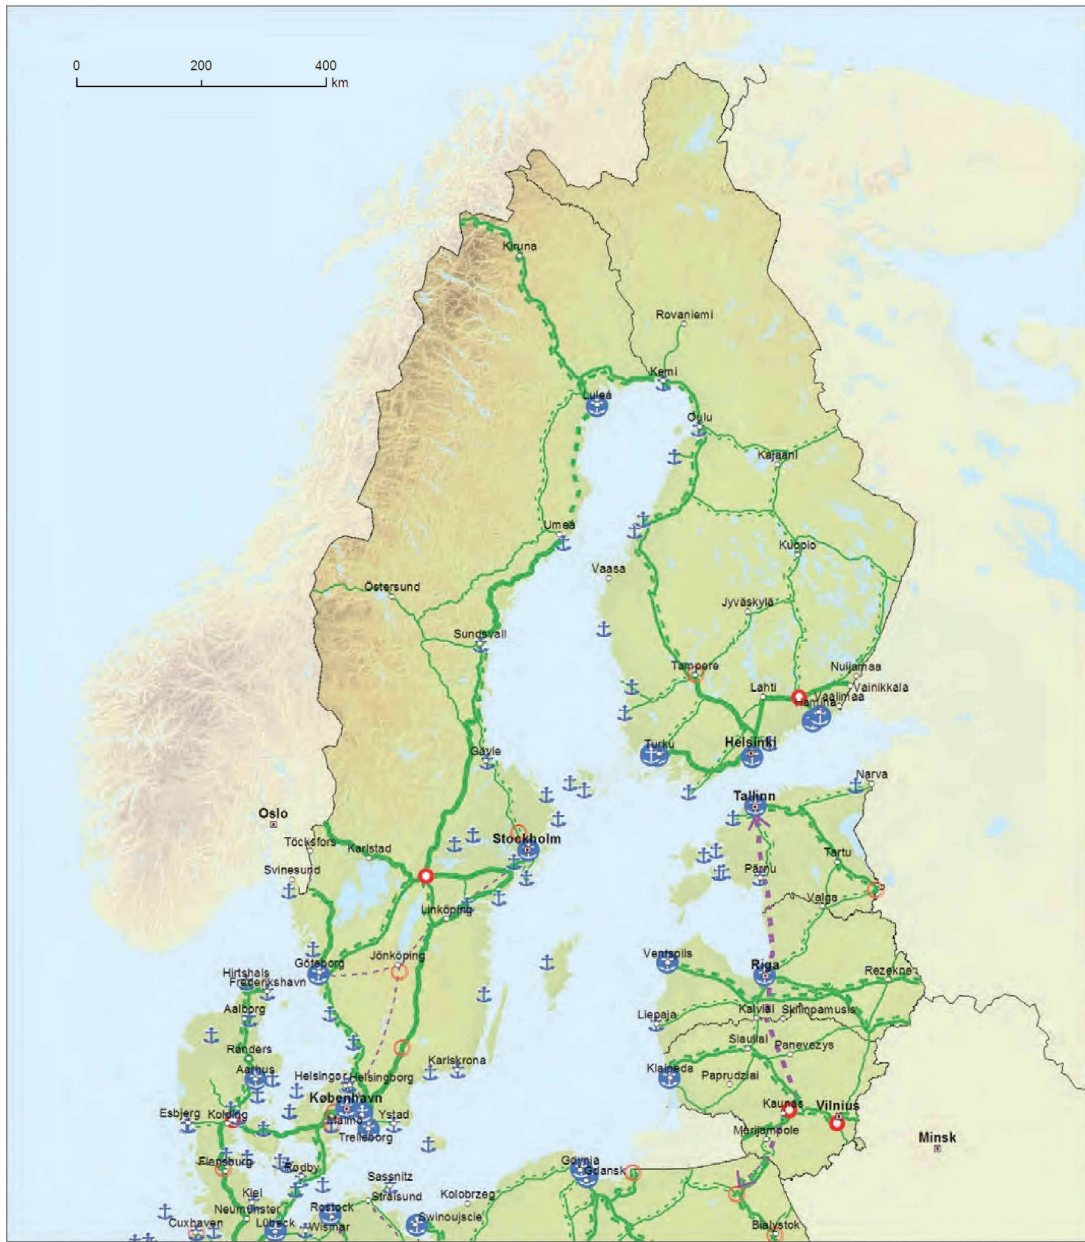 0 200 400
km
Kiruna
Rovaniemi
Kemi
Luleå
Oulu
Kajaani
Umeå
Kuopio
Vaasa
Östersund
Jyväskylä
Sundsvall
Tampere
Nuijamaa
Lahti
Vainikkala
Vaalimaa
Hamina
Turku
Helsinki
Gävle
Narva
Tallinn
Oslo
Stockholm
Töcksfors
Karlstad
Tartu
Svinesund
Pärnu
Valga
Linköping
Jönköping
Ventspils
Göteborg
Riga
Rezekne
Hirtshals
Frederikshavn
Aalborg
Liepaja
Kalviai
Skilinpamusis
Randers
Siauliai
Panevezys
Karlskrona
Aarhus
Klaipeda
Paprudziai
Helsingør
Helsingborg
København
Kaunas
Vilnius
Esbjerg
Kolding
Malmö
Ystad
Trelleborg
Marijampole
Minsk
Flensburg
Rødby
Gdynia
Gdansk
Sassnitz
Kiel
Stralsund
Kolobrzeg
Neumünster
Rostock
Cuxhaven
Lübeck
Wismar
Swinoujscie
Bialystok